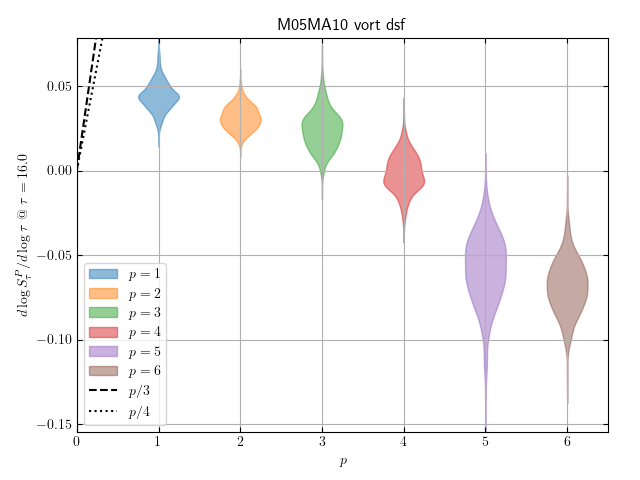 M05MA10 vort dsf
d log S_τ^P / d log τ @ τ = 16.0
0.05
0.00
−0.05
−0.10
−0.15
p = 1
p = 2
p = 3
p = 4
p = 5
p = 6
p/3
p/4
0 1 2 3 4 5 6
p